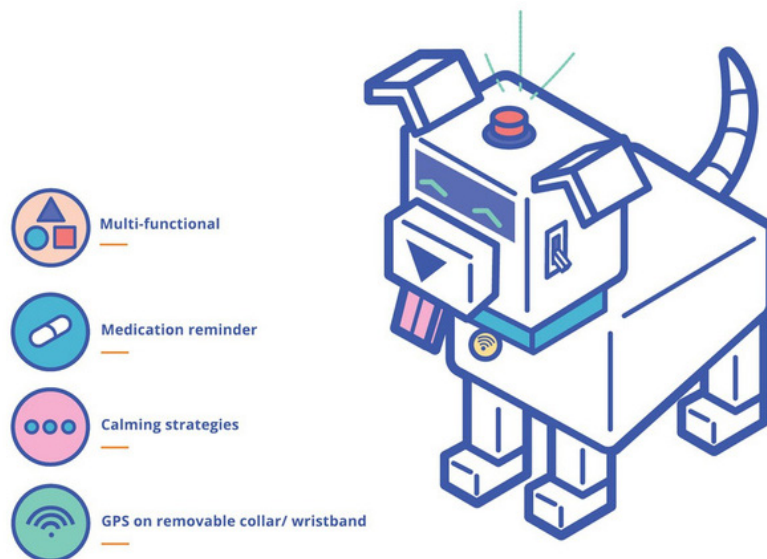 Multi-functional
Medication reminder
Calming strategies
GPS on removable collar/ wristband